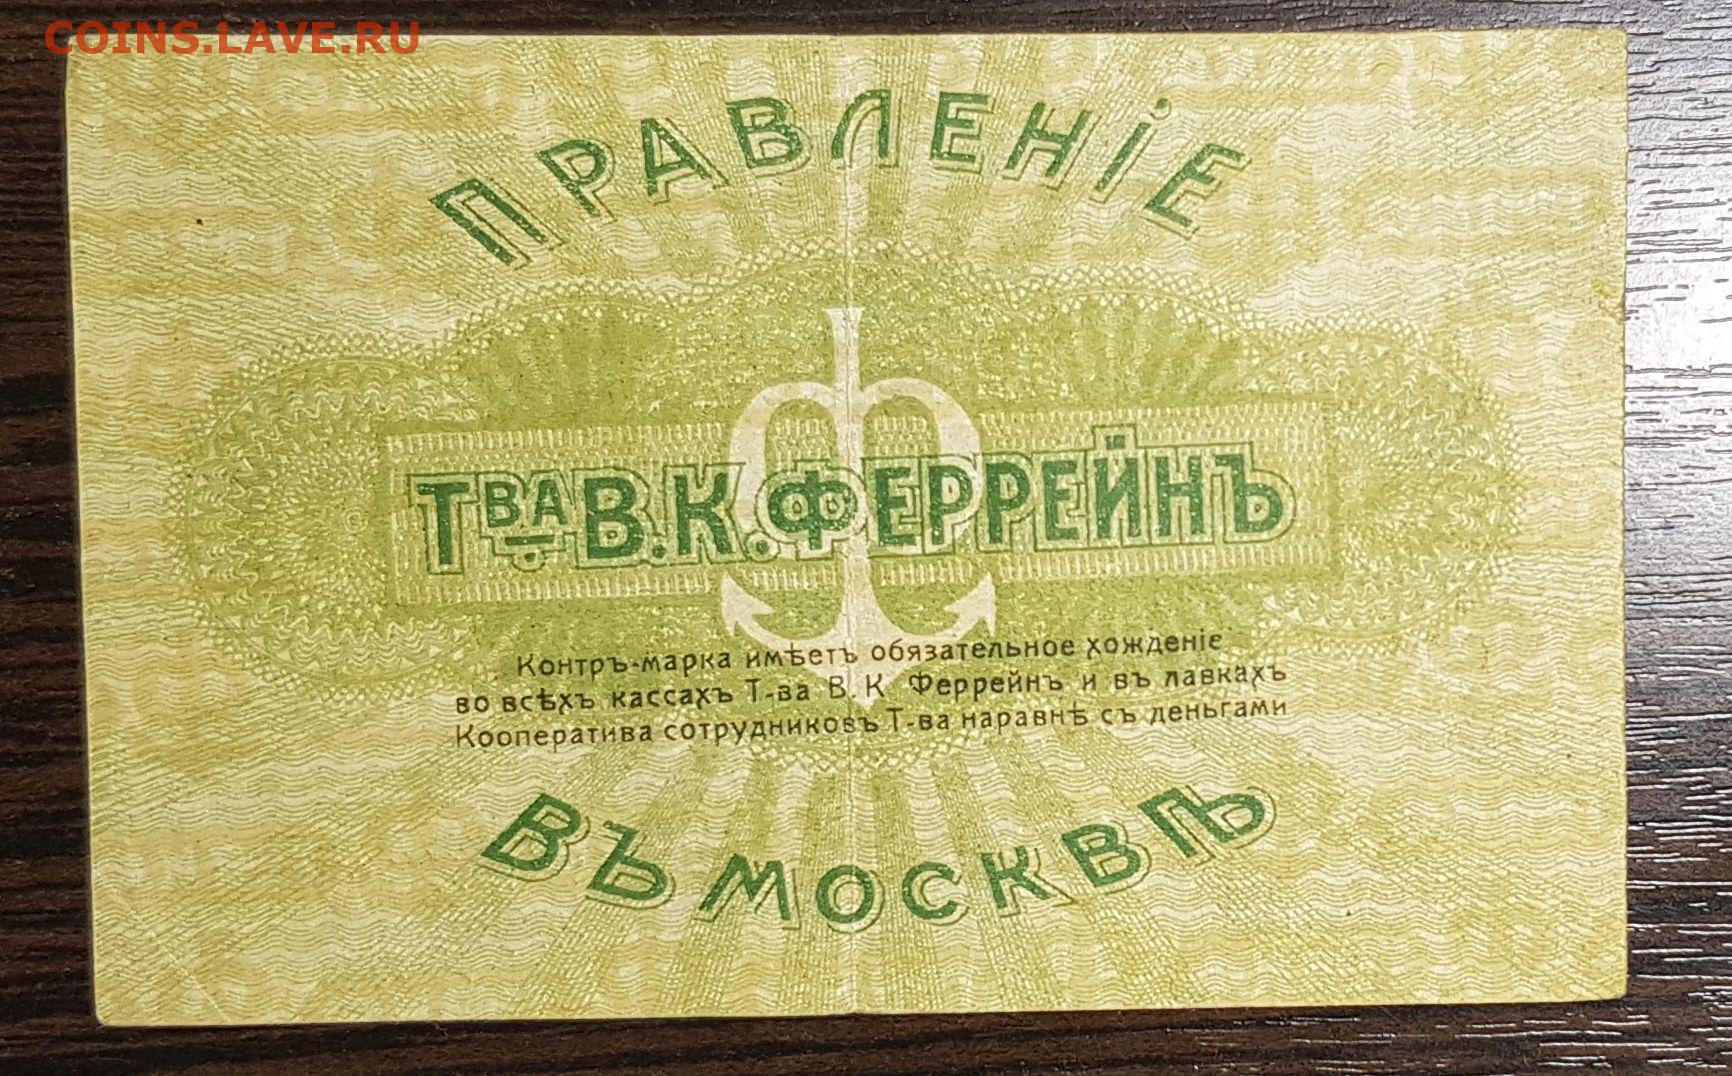 COINS.LAVE.RU
ПРАВЛЕНІЕ
ТВА В.К.ФЕРРЕЙНЪ
Контръ-марка имѣетъ обязательное хожденіе
во всѣхъ кассахъ Т-ва В.К Феррейнъ и въ лавкахъ
Кооператива сотрудниковъ Т-ва наравнѣ съ деньгами
ВЪ МОСКВѢ